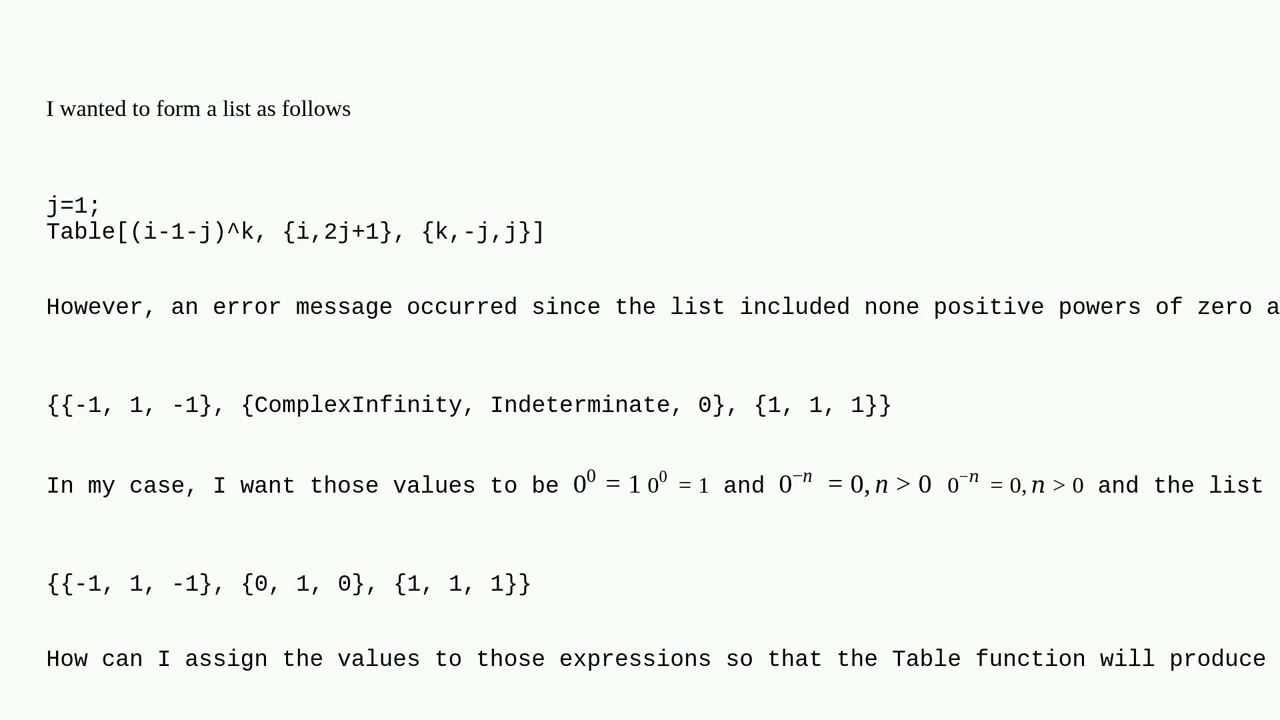 I wanted to form a list as follows
j=1;
Table[(i-1-j)^k, {i,2j+1}, {k,-j,j}]
However, an error message occurred since the list included none positive powers of zero a
{{-1, 1, -1}, {ComplexInfinity, Indeterminate, 0}, {1, 1, 1}}
In my case, I want those values to be 0⁰ = 1 0⁰ = 1 and 0⁻ⁿ = 0, n > 0 0⁻ⁿ = 0, n > 0 and the list
{{-1, 1, -1}, {0, 1, 0}, {1, 1, 1}}
How can I assign the values to those expressions so that the Table function will produce